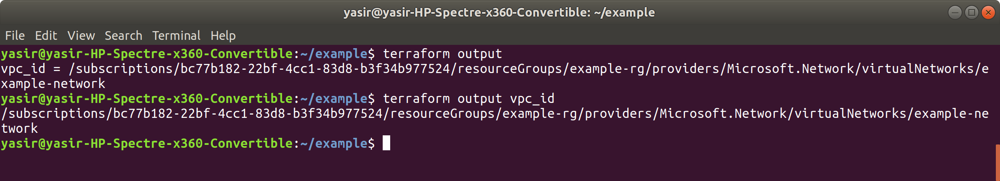 yasir@yasir-HP-Spectre-x360-Convertible: ~/example
File Edit View Search Terminal Help
yasir@yasir-HP-Spectre-x360-Convertible:~/example$ terraform output
vpc_id = /subscriptions/bc77b182-22bf-4cc1-83d8-b3f34b977524/resourceGroups/example-rg/providers/Microsoft.Network/virtualNetworks/e
xample-network
yasir@yasir-HP-Spectre-x360-Convertible:~/example$ terraform output vpc_id
/subscriptions/bc77b182-22bf-4cc1-83d8-b3f34b977524/resourceGroups/example-rg/providers/Microsoft.Network/virtualNetworks/example-ne
twork
yasir@yasir-HP-Spectre-x360-Convertible:~/example$